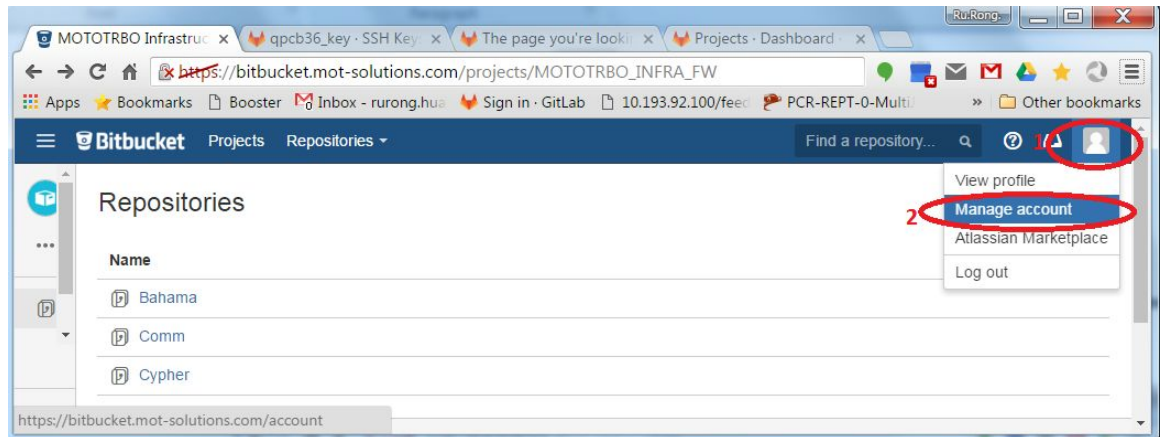 Ru.Rong.
MOTOTRBO Infrastruc
qpcb36_key · SSH Key
The page you're lookin
Projects · Dashboard ·
https://bitbucket.mot-solutions.com/projects/MOTOTRBO_INFRA_FW
Apps Bookmarks Booster Inbox - rurong.hua Sign in · GitLab 10.193.92.100/feed PCR-REPT-0-Multi » Other bookmarks
Bitbucket Projects Repositories Find a repository... 1
View profile
Repositories
2 Manage account
Atlassian Marketplace
Name
Log out
Bahama
Comm
Cypher
https://bitbucket.mot-solutions.com/account